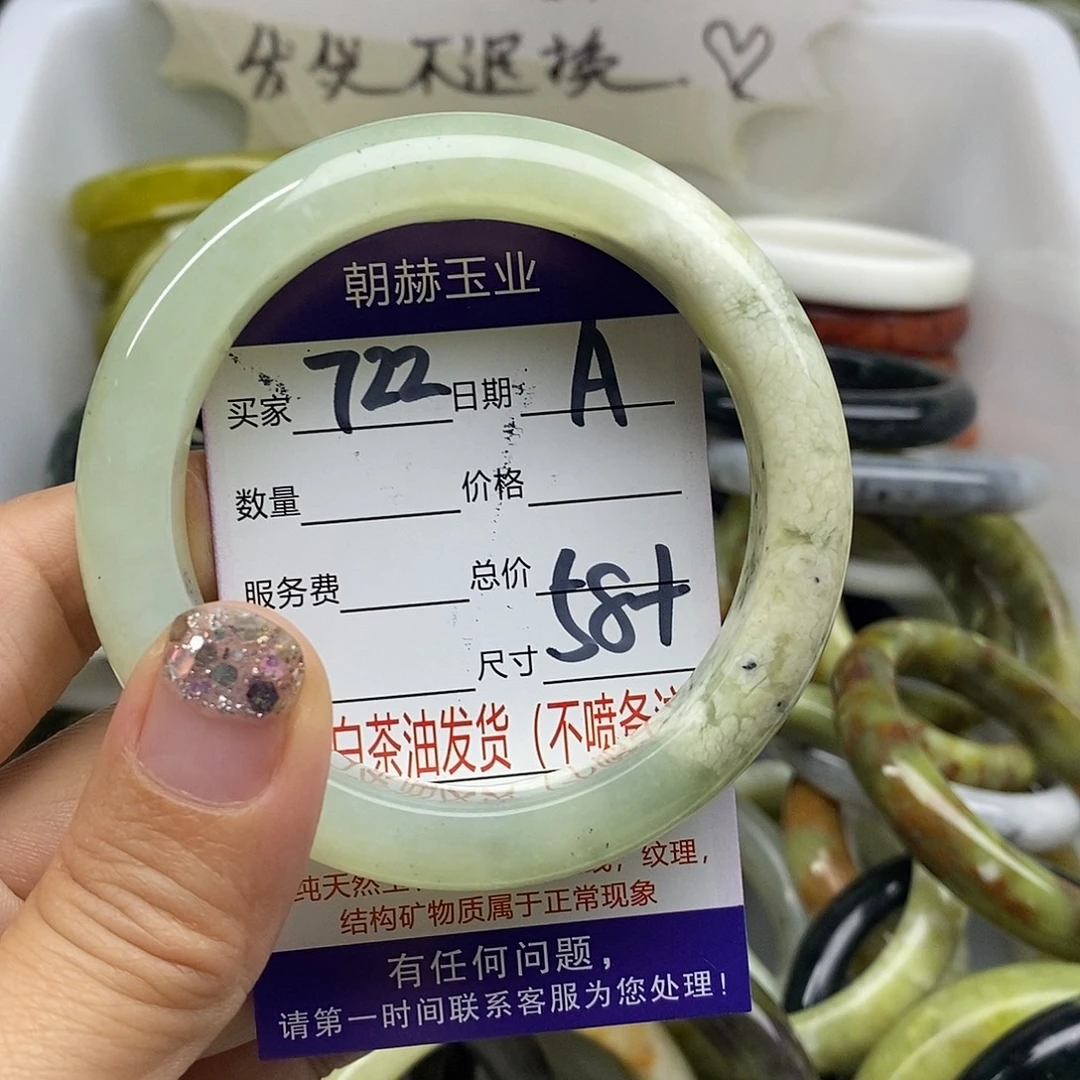 不退换
朝赫玉业
买家 722 日期 A
数量 价格
服务费 总价
尺寸 58+
白茶油发货（不喷备注
纯天然玉 纹理，
结构矿物质属于正常现象
有任何问题，
请第一时间联系客服为您处理！